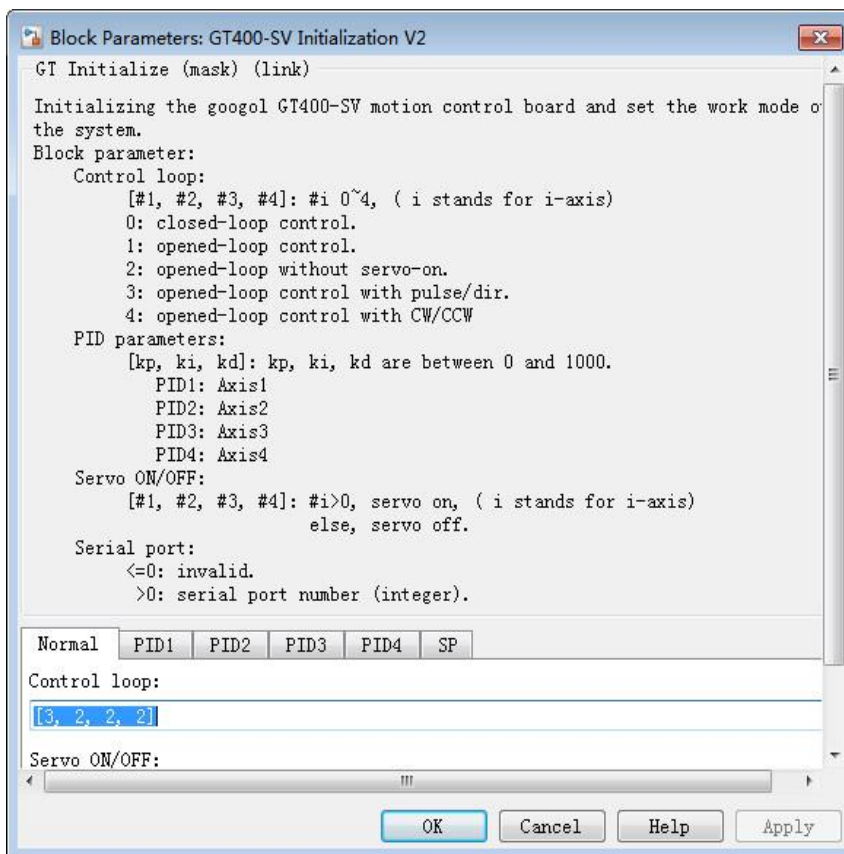 Block Parameters: GT400-SV Initialization V2
GT Initialize (mask) (link)
Initializing the googol GT400-SV motion control board and set the work mode o
the system.
Block parameter:
Control loop:
[#1, #2, #3, #4]: #i 0~4, ( i stands for i-axis)
0: closed-loop control.
1: opened-loop control.
2: opened-loop without servo-on.
3: opened-loop control with pulse/dir.
4: opened-loop control with CW/CCW
PID parameters:
[kp, ki, kd]: kp, ki, kd are between 0 and 1000.
PID1: Axis1
PID2: Axis2
PID3: Axis3
PID4: Axis4
Servo ON/OFF:
[#1, #2, #3, #4]: #i>0, servo on, ( i stands for i-axis)
else, servo off.
Serial port:
<=0: invalid.
>0: serial port number (integer).
Normal PID1 PID2 PID3 PID4 SP
Control loop:
[3, 2, 2, 2]
Servo ON/OFF:
OK Cancel Help Apply